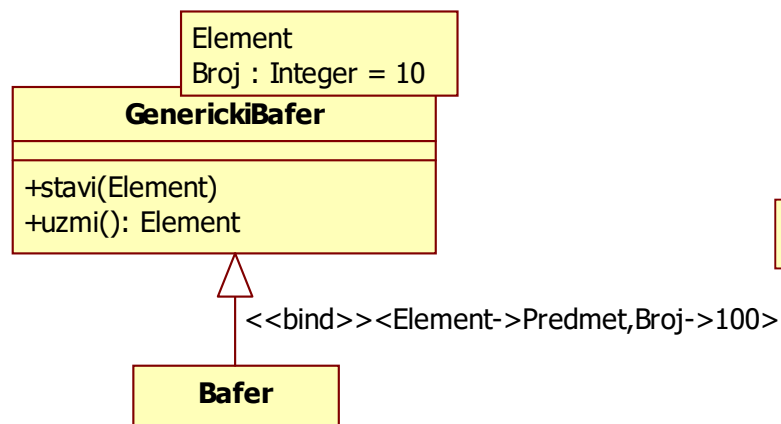 Element
Broj : Integer = 10
GenerickiBafer
+stavi(Element)
+uzmi(): Element
<<bind>><Element->Predmet,Broj->100>
Bafer